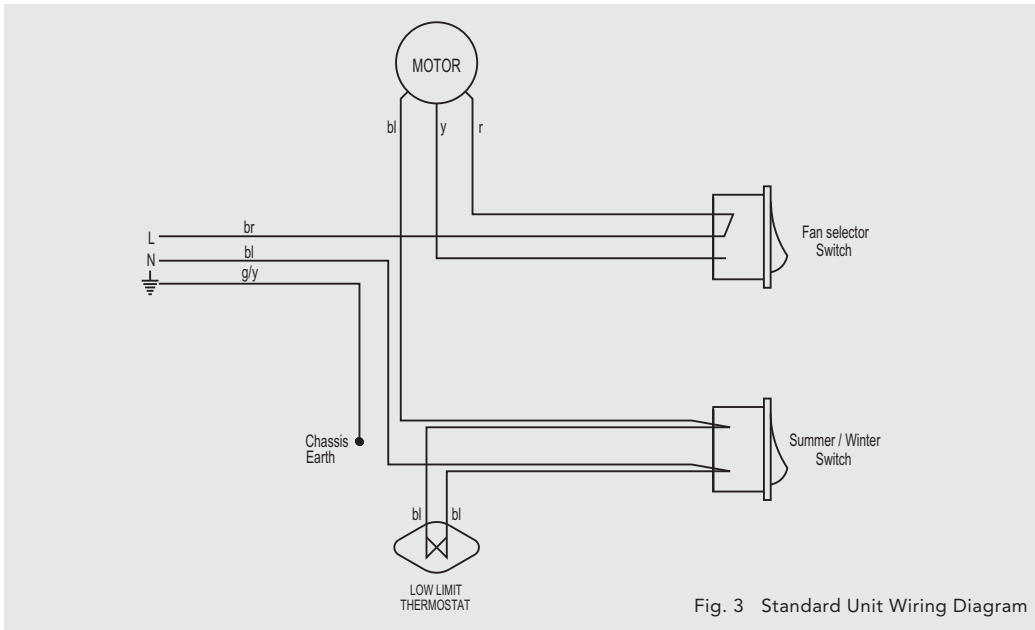 MOTOR
bl
y
r
L
br
Fan selector
Switch
N
bl
g/y
Chassis
Earth
Summer / Winter
Switch
bl
bl
LOW LIMIT
THERMOSTAT
Fig. 3 Standard Unit Wiring Diagram